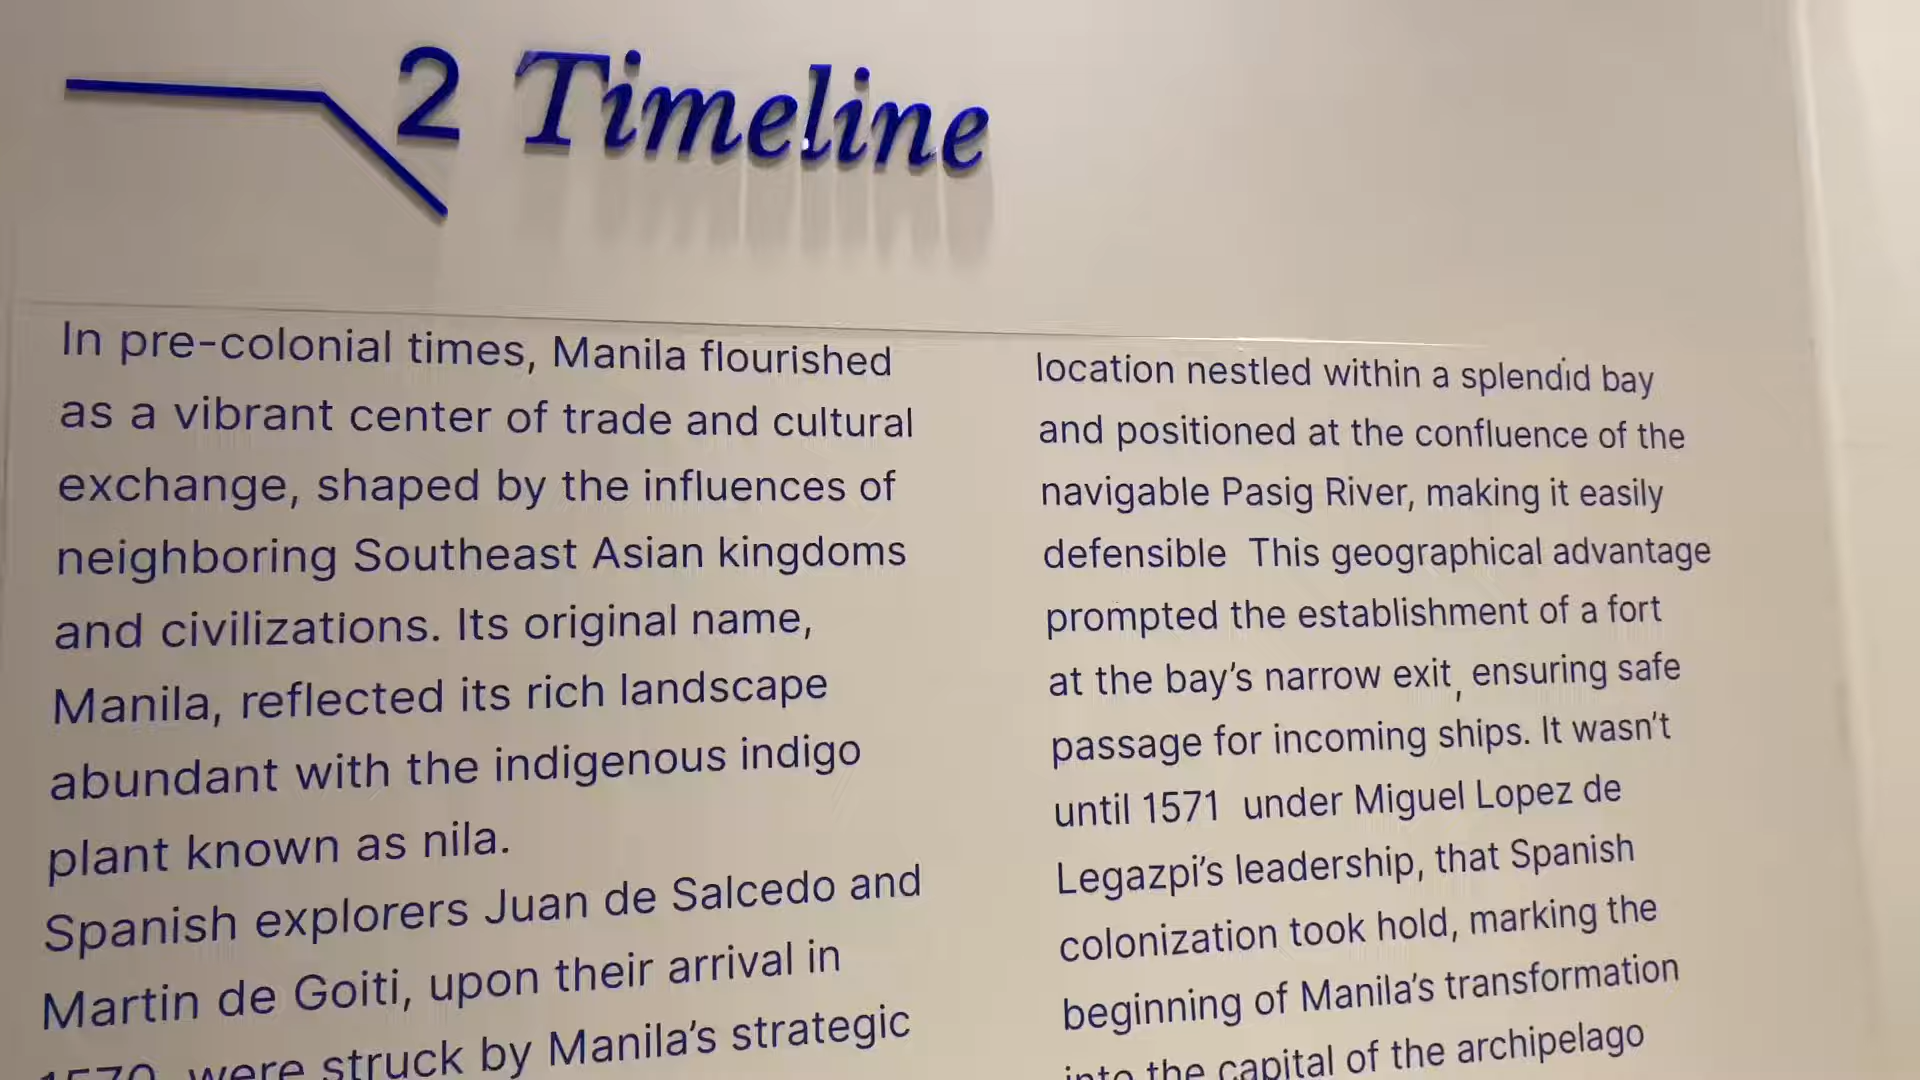 2 Timeline
In pre-colonial times, Manila flourished
as a vibrant center of trade and cultural
exchange, shaped by the influences of
neighboring Southeast Asian kingdoms
and civilizations. Its original name,
Manila, reflected its rich landscape
abundant with the indigenous indigo
plant known as nila.
Spanish explorers Juan de Salcedo and
Martin de Goiti, upon their arrival in
1570, were struck by Manila's strategic
location nestled within a splendid bay
and positioned at the confluence of the
navigable Pasig River, making it easily
defensible This geographical advantage
prompted the establishment of a fort
at the bay's narrow exit, ensuring safe
passage for incoming ships. It wasn't
until 1571 under Miguel Lopez de
Legazpi's leadership, that Spanish
colonization took hold, marking the
beginning of Manila's transformation
into the capital of the archipelago